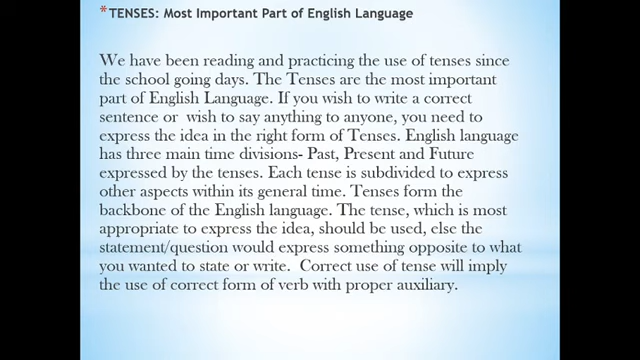 *TENSES: Most Important Part of English Language
We have been reading and practicing the use of tenses since
the school going days. The Tenses are the most important
part of English Language. If you wish to write a correct
sentence or wish to say anything to anyone, you need to
express the idea in the right form of Tenses. English language
has three main time divisions- Past, Present and Future
expressed by the tenses. Each tense is subdivided to express
other aspects within its general time. Tenses form the
backbone of the English language. The tense, which is most
appropriate to express the idea, should be used, else the
statement/question would express something opposite to what
you wanted to state or write. Correct use of tense will imply
the use of correct form of verb with proper auxiliary.